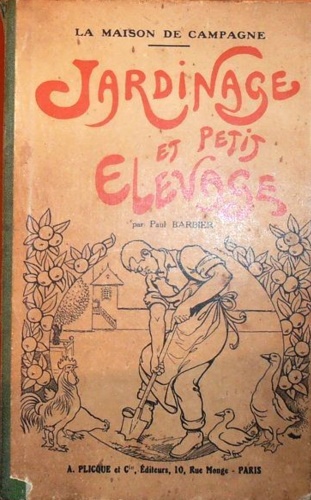 LA MAISON DE CAMPAGNE
JARDINAGE
ET PETIT
ELEVAGE
par Paul BARBIER
A. PLICQUE et Cie, Éditeurs, 10, Rue Monge - PARIS